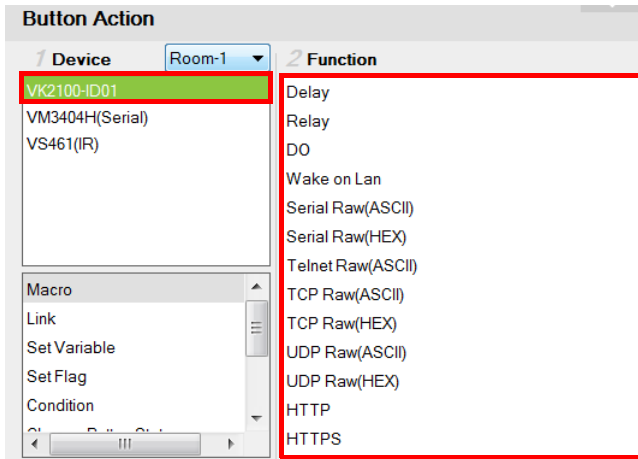 Button Action
1 Device
Room-1
2 Function
VK2100-ID01
VM3404H(Serial)
VS461(IR)
Macro
Link
Set Variable
Set Flag
Condition
Delay
Relay
DO
Wake on Lan
Serial Raw(ASCII)
Serial Raw(HEX)
Telnet Raw(ASCII)
TCP Raw(ASCII)
TCP Raw(HEX)
UDP Raw(ASCII)
UDP Raw(HEX)
HTTP
HTTPS